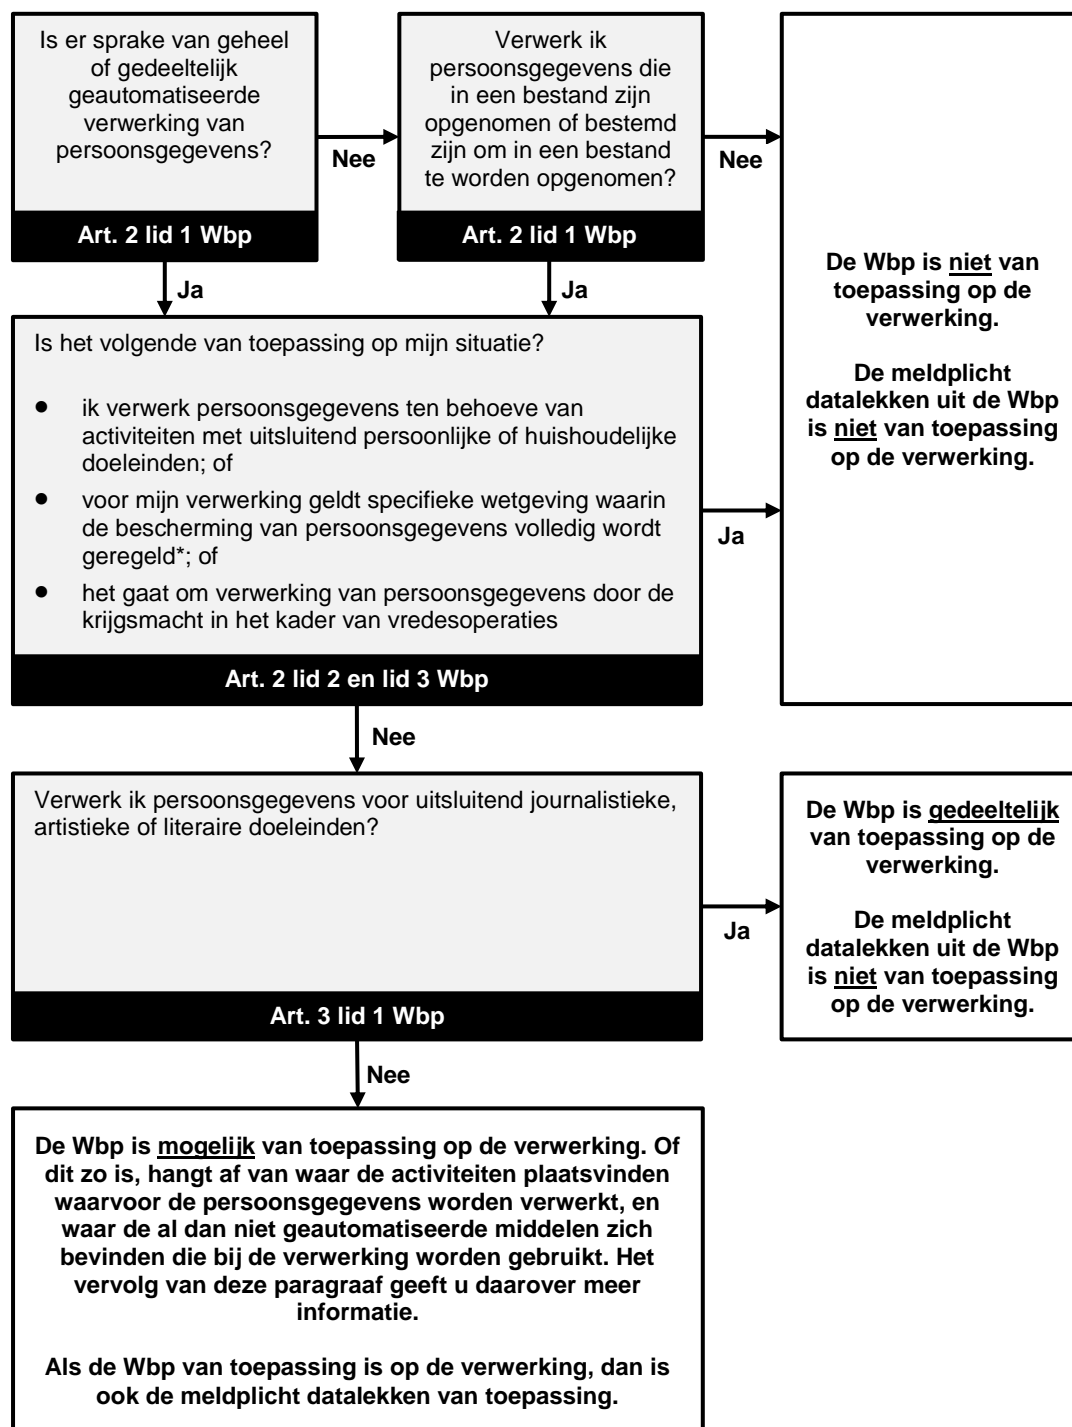 Is er sprake van geheel
of gedeeltelijk
geautomatiseerde
verwerking van
persoonsgegevens?
Art. 2 lid 1 Wbp
Nee
Verwerk ik
persoonsgegevens die
in een bestand zijn
opgenomen of bestemd
zijn om in een bestand
te worden opgenomen?
Art. 2 lid 1 Wbp
Nee
De Wbp is niet van
toepassing op de
verwerking.
De meldplicht
datalekken uit de Wbp
is niet van toepassing
op de verwerking.
Ja
Ja
Is het volgende van toepassing op mijn situatie?
● ik verwerk persoonsgegevens ten behoeve van
activiteiten met uitsluitend persoonlijke of huishoudelijke
doeleinden; of
● voor mijn verwerking geldt specifieke wetgeving waarin
de bescherming van persoonsgegevens volledig wordt
geregeld*; of
● het gaat om verwerking van persoonsgegevens door de
krijgsmacht in het kader van vredesoperaties
Art. 2 lid 2 en lid 3 Wbp
Ja
Nee
Verwerk ik persoonsgegevens voor uitsluitend journalistieke,
artistieke of literaire doeleinden?
Art. 3 lid 1 Wbp
Ja
De Wbp is gedeeltelijk
van toepassing op de
verwerking.
De meldplicht
datalekken uit de Wbp
is niet van toepassing
op de verwerking.
Nee
De Wbp is mogelijk van toepassing op de verwerking. Of
dit zo is, hangt af van waar de activiteiten plaatsvinden
waarvoor de persoonsgegevens worden verwerkt, en
waar de al dan niet geautomatiseerde middelen zich
bevinden die bij de verwerking worden gebruikt. Het
vervolg van deze paragraaf geeft u daarover meer
informatie.
Als de Wbp van toepassing is op de verwerking, dan is
ook de meldplicht datalekken van toepassing.